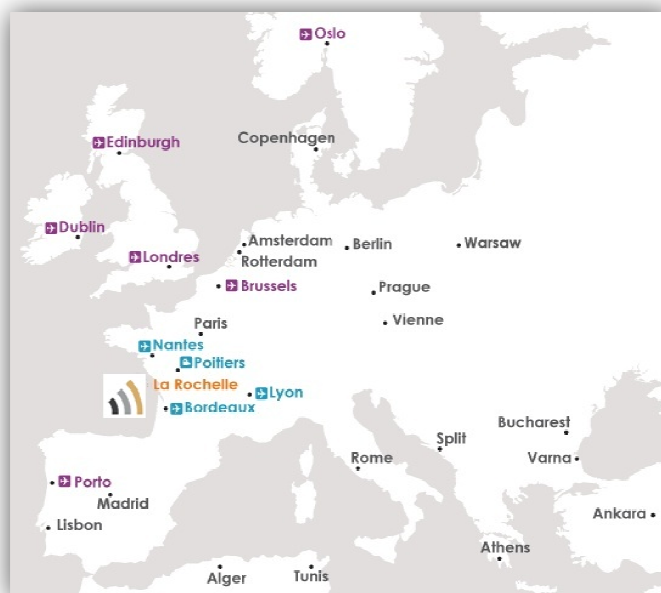 Oslo
Copenhagen
Edinburgh
Dublin
Londres
Amsterdam
Rotterdam
Berlin
Warsaw
Brussels
Prague
Vienne
Paris
Nantes
Poitiers
La Rochelle
Lyon
Bordeaux
Bucharest
Split
Varna
Rome
Porto
Madrid
Lisbon
Ankara
Athens
Alger
Tunis